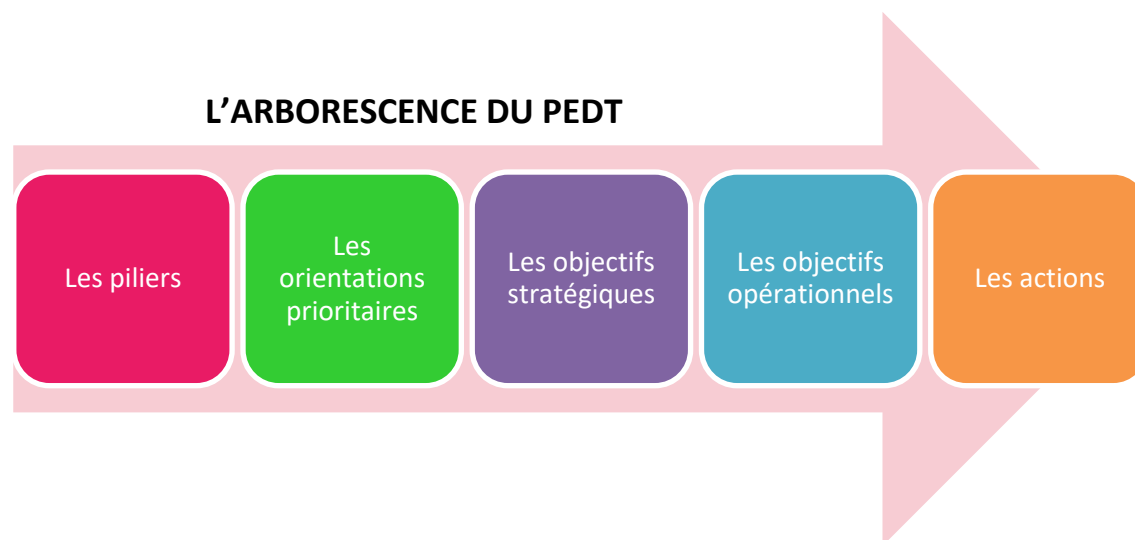 L’ARBORESCENCE DU PEDT
Les piliers
Les
orientations
prioritaires
Les objectifs
stratégiques
Les objectifs
opérationnels
Les actions